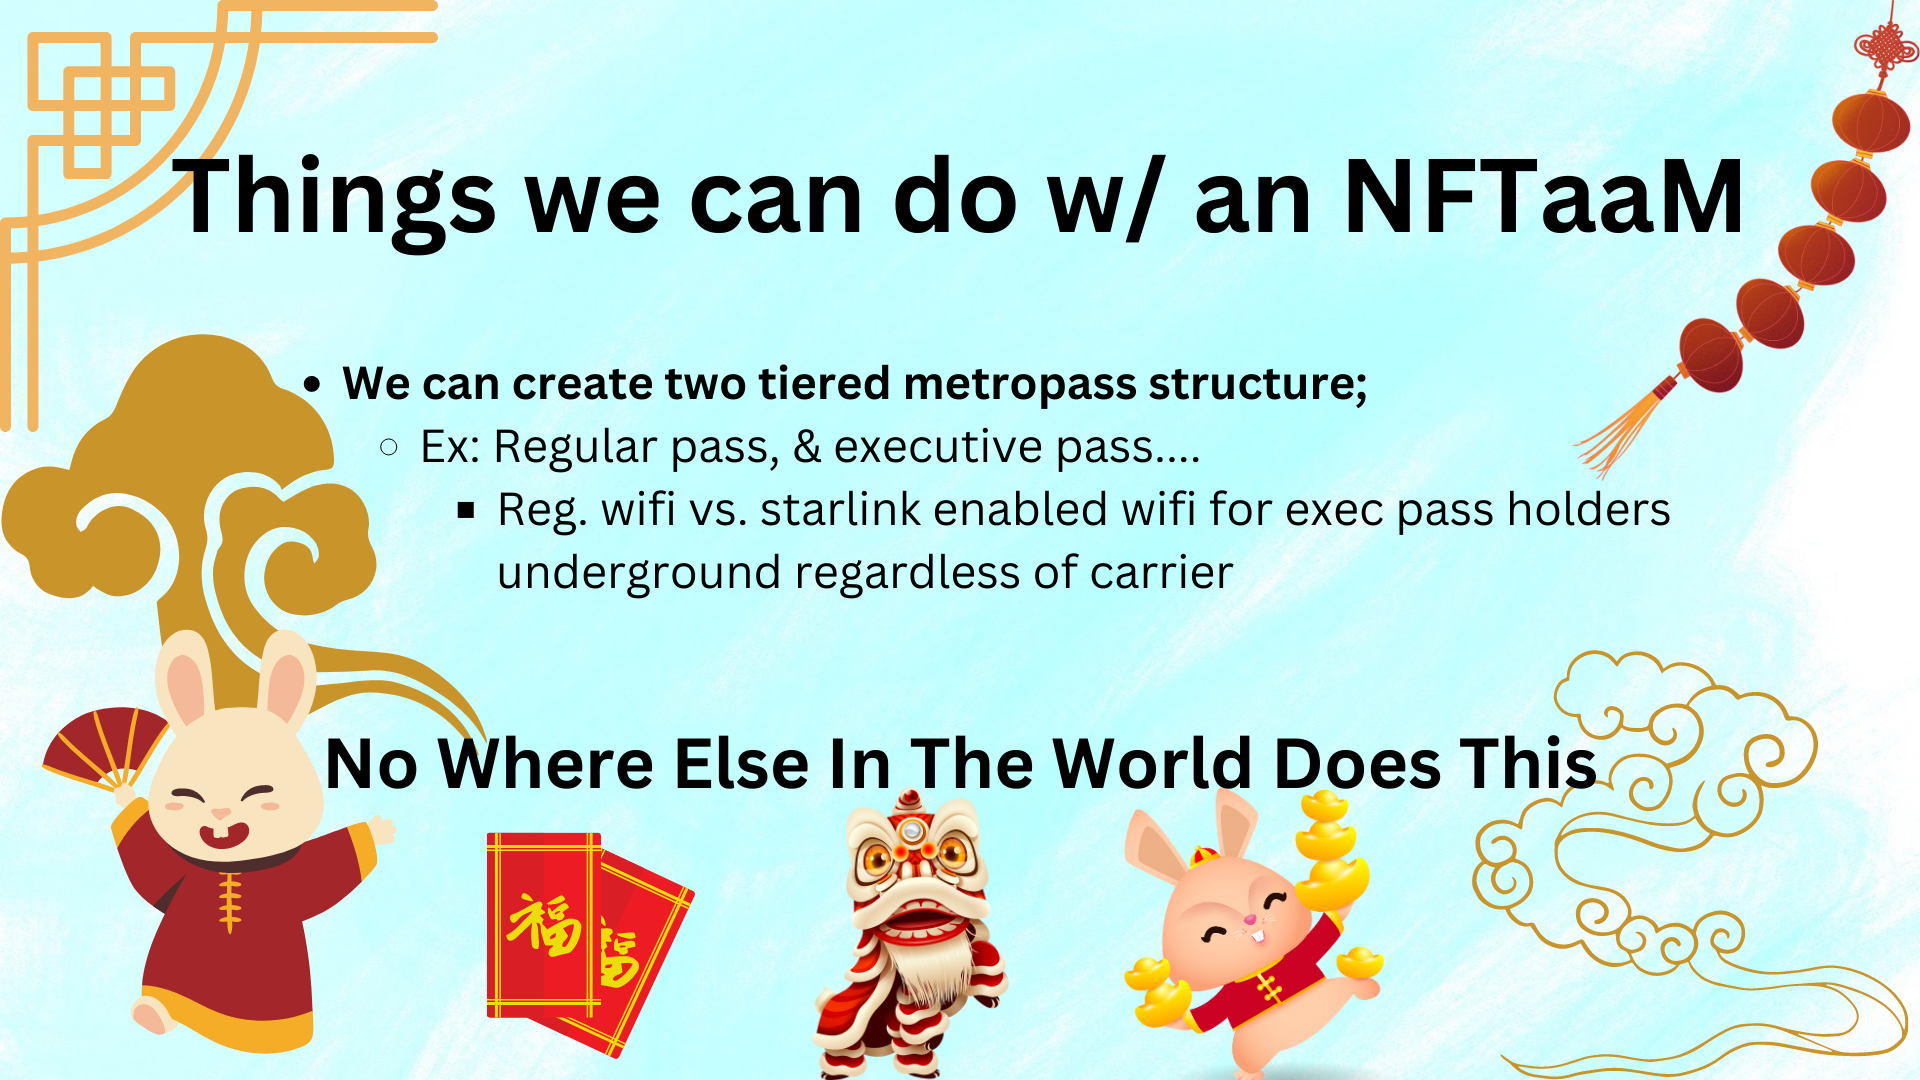 Things we can do w/ an NFTaaM
• We can create two tiered metropass structure;
○ Ex: Regular pass, & executive pass....
▪ Reg. wifi vs. starlink enabled wifi for exec pass holders
underground regardless of carrier
No Where Else In The World Does This
福
福